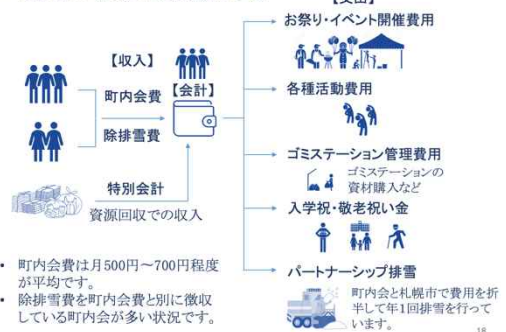 【支出】
お祭り・イベント開催費用
【収入】
【会計】
町内会費
除排雪費
各種活動費用
ゴミステーション管理費用
ゴミステーションの
資材購入など
特別会計
資源回収での収入
入学祝・敬老祝い金
パートナーシップ排雪
町内会と札幌市で費用を折
半して年1回排雪を行って
います。
▪ 町内会費は月500円～700円程度
が平均です。
▪ 除排雪費を町内会費と別に徴収
している町内会が多い状況です。
18